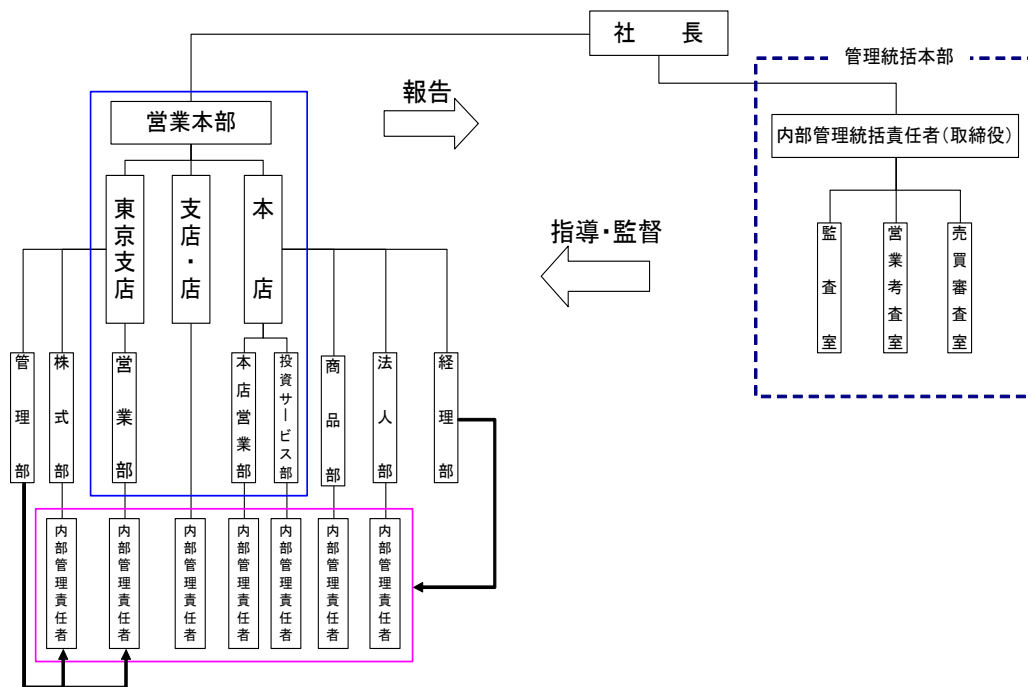 社　　長
管理統括本部
報告
営業本部
内部管理統括責任者(取締役)
東京支店
支店・店
本　　店
指導・監督
監査室
営業考査室
売買審査室
管理部
株式部
営業部
本店営業部
投資サービス部
商品部
法人部
経理部
内部管理責任者
内部管理責任者
内部管理責任者
内部管理責任者
内部管理責任者
内部管理責任者
内部管理責任者